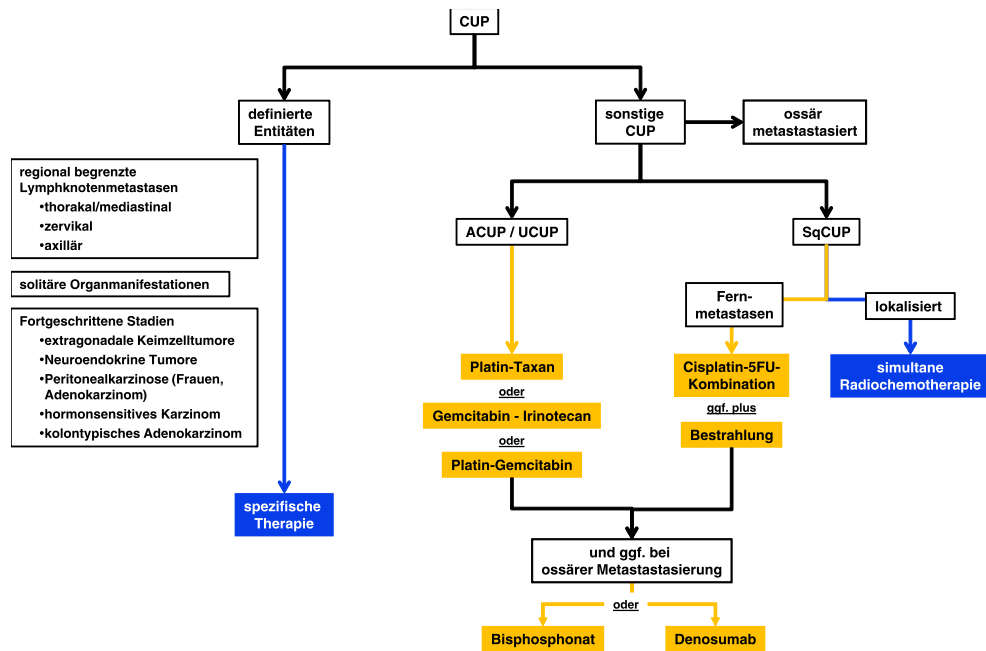 CUP
definierte
Entitäten
sonstige
CUP
ossär
metastastasiert
regional begrenzte
Lymphknotenmetastasen
•thorakal/mediastinal
•zervikal
•axillär
solitäre Organmanifestationen
Fortgeschrittene Stadien
•extragonadale Keimzelltumore
•Neuroendokrine Tumore
•Peritonealkarzinose (Frauen,
Adenokarzinom)
•hormonsensitives Karzinom
•kolontypisches Adenokarzinom
spezifische
Therapie
ACUP / UCUP
SqCUP
Fern-
metastasen
lokalisiert
Platin-Taxan
oder
Gemcitabin - Irinotecan
oder
Platin-Gemcitabin
Cisplatin-5FU-
Kombination
ggf. plus
Bestrahlung
simultane
Radiochemotherapie
und ggf. bei
ossärer Metastastasierung
oder
Bisphosphonat
Denosumab